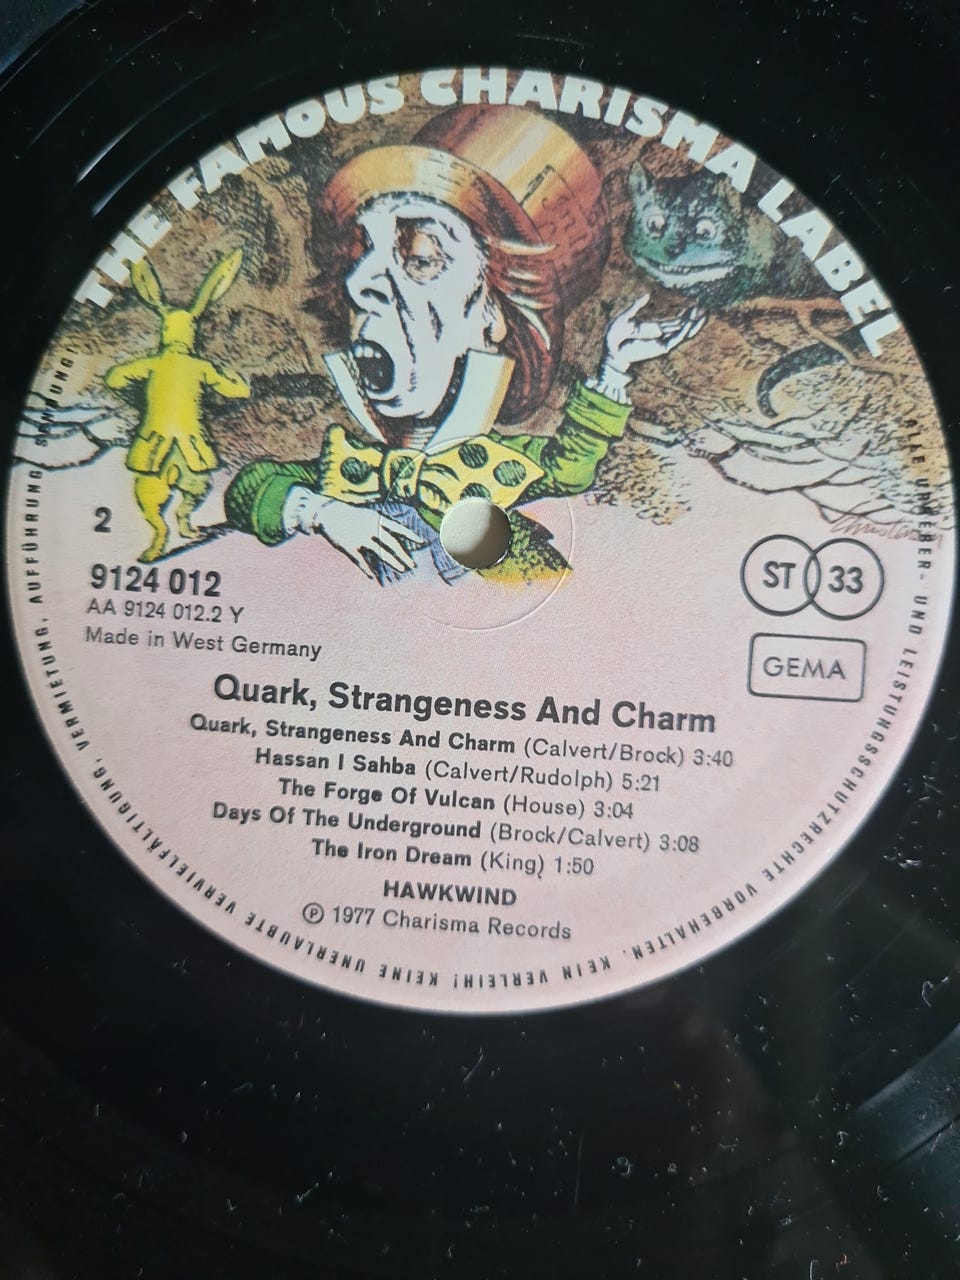 THE FAMOUS CHARISMA LABEL
2
9124 012
AA 9124 012.2 Y
Made in West Germany
ST 33
GEMA
Quark, Strangeness And Charm
Quark, Strangeness And Charm (Calvert/Brock) 3:40
Hassan I Sahba (Calvert/Rudolph) 5:21
The Forge Of Vulcan (House) 3:04
Days Of The Underground (Brock/Calvert) 3:08
The Iron Dream (King) 1:50
HAWKWIND
℗ 1977 Charisma Records
ALLE URHEBER- UND LEISTUNGSSCHUTZRECHTE VORBEHALTEN. KEIN VERLEIH! KEINE UNERLAUBTE VERVIELFÄLTIGUNG, VERMIETUNG, AUFFÜHRUNG, SENDUNG